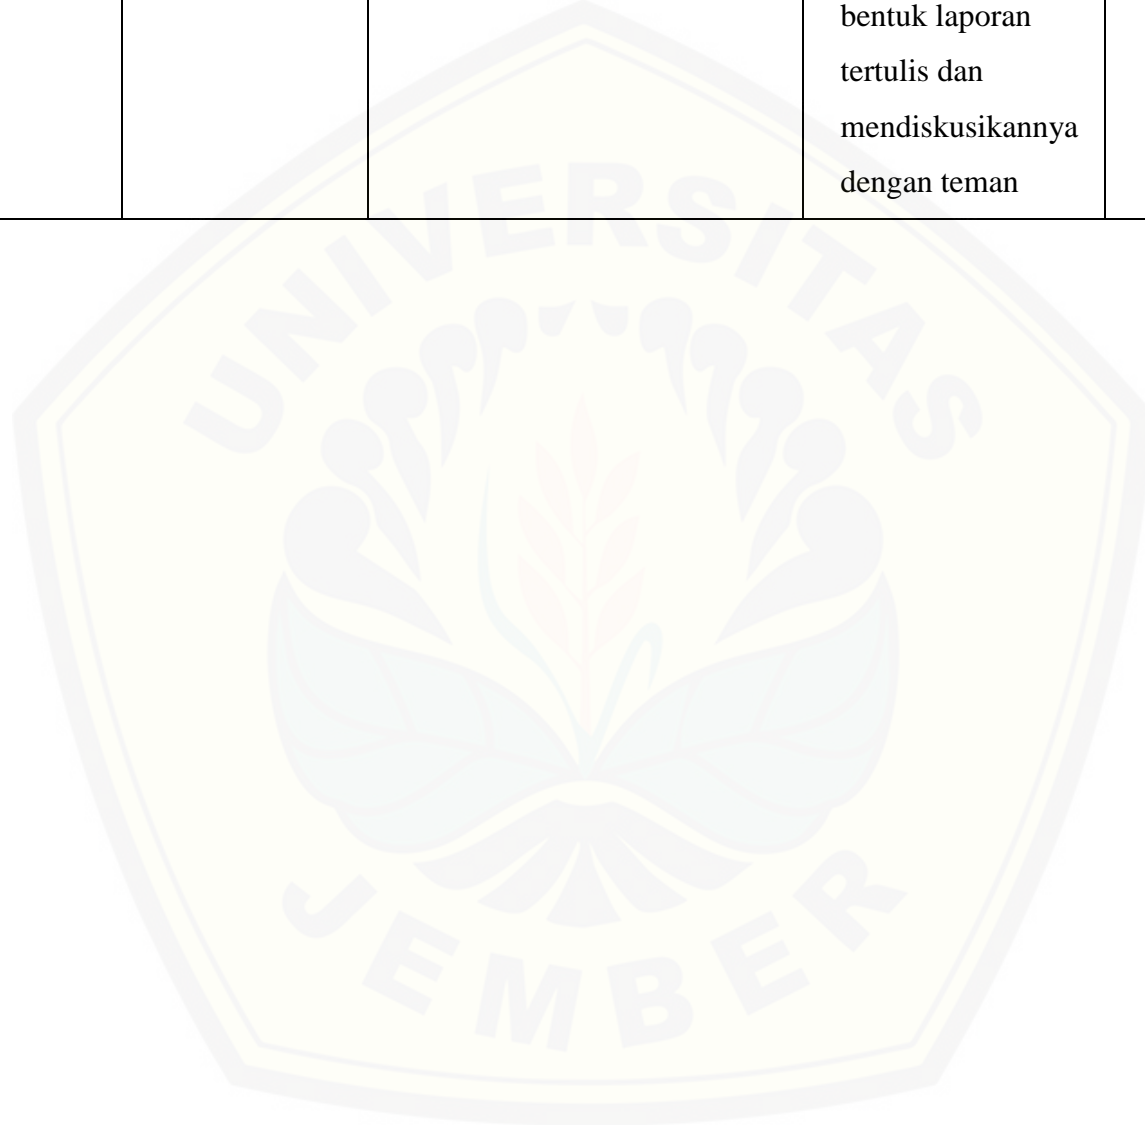 bentuk laporan
tertulis dan
mendiskusikannya
dengan teman
UNIVERSITAS
JEMBER